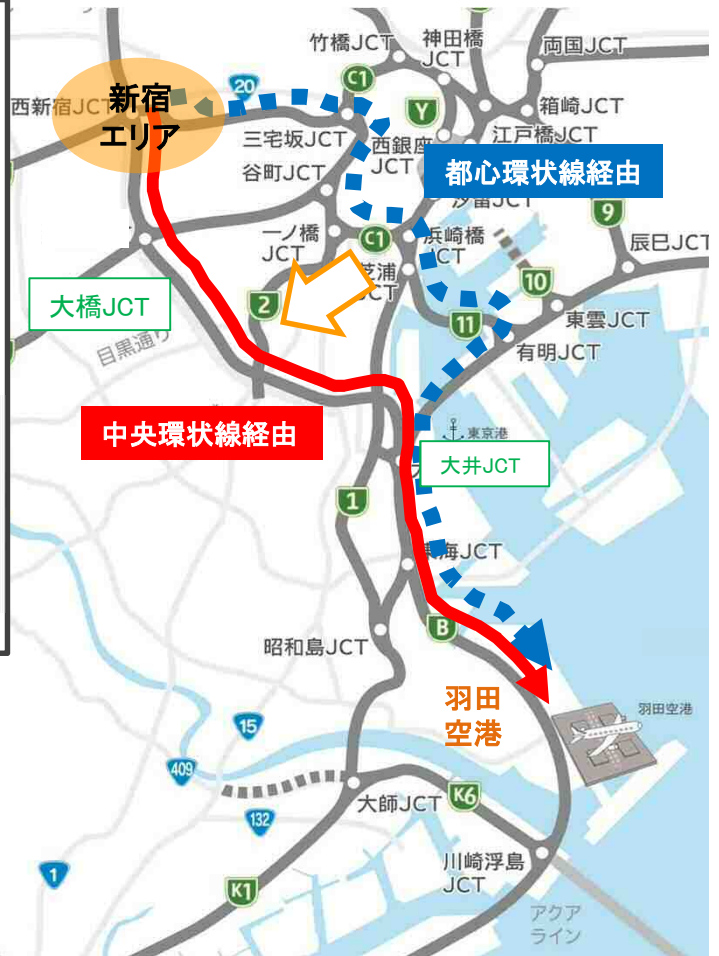 竹橋JCT
神田橋
JCT
両国JCT
C1
20
新宿
エリア
西新宿JCT
Y
箱崎JCT
三宅坂JCT
西銀座
JCT
江戸橋JCT
谷町JCT
都心環状線経由
汐留JCT
9
一ノ橋
JCT
C1
浜崎橋
JCT
辰巳JCT
芝浦
JCT
10
大橋JCT
2
11
東雲JCT
有明JCT
目黒通り
中央環状線経由
東京港
大井JCT
1
東海JCT
B
昭和島JCT
羽田
空港
羽田空港
15
409
大師JCT
K6
132
川崎浮島
JCT
1
K1
アクア
ライン